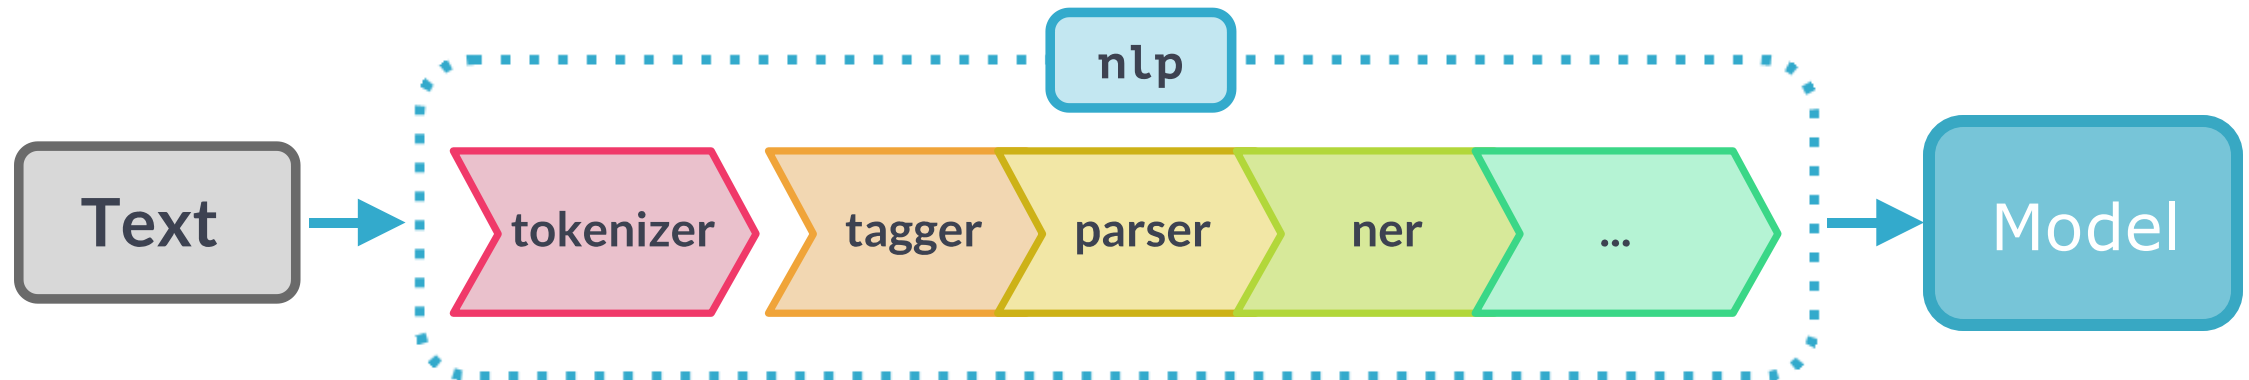 nlp
Text
tokenizer
tagger
parser
ner
...
Model